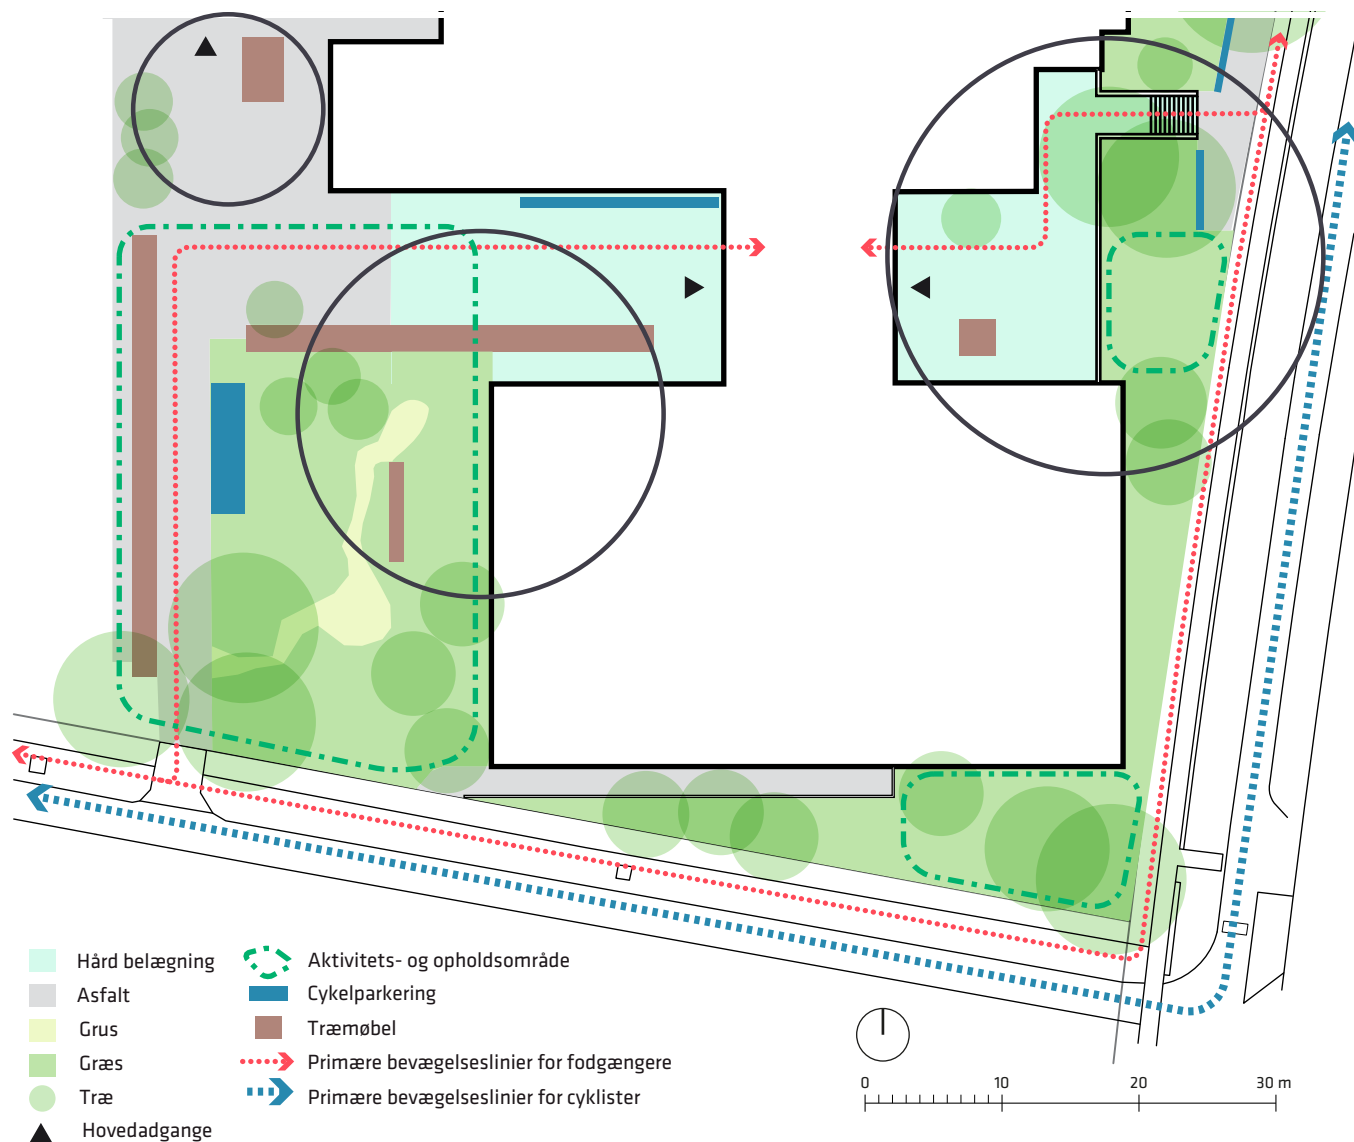 Hård belægning
Asfalt
Grus
Græs
Træ
Hovedadgange
Aktivitets- og opholdsområde
Cykelparkering
Træmøbel
Primære bevægelseslinier for fodgængere
Primære bevægelseslinier for cyklister
0 10 20 30 m